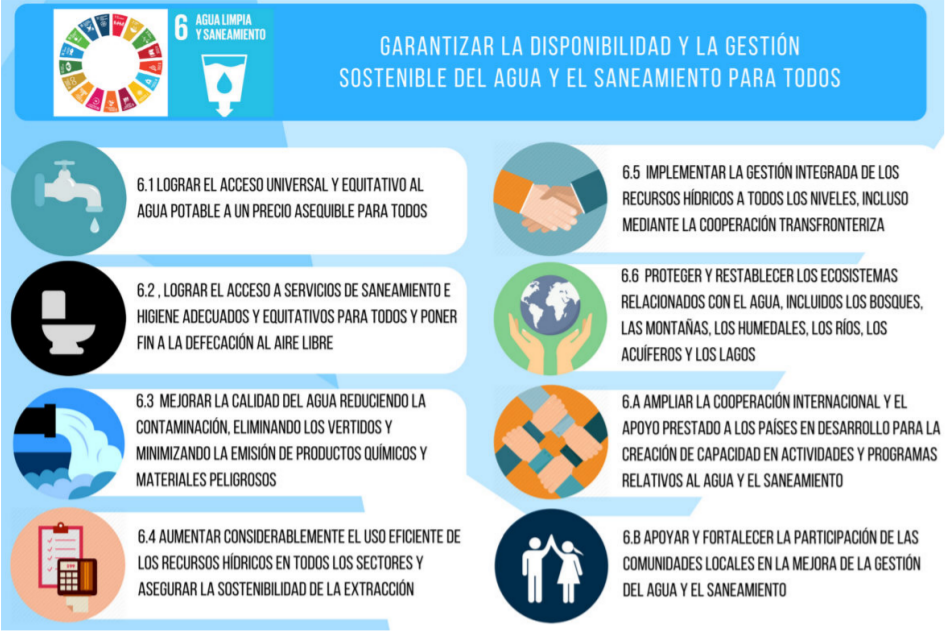 6 AGUA LIMPIA
Y SANEAMIENTO
GARANTIZAR LA DISPONIBILIDAD Y LA GESTIÓN
SOSTENIBLE DEL AGUA Y EL SANEAMIENTO PARA TODOS
6.1 LOGRAR EL ACCESO UNIVERSAL Y EQUITATIVO AL
AGUA POTABLE A UN PRECIO ASEQUIBLE PARA TODOS
6.2 , LOGRAR EL ACCESO A SERVICIOS DE SANEAMIENTO E
HIGIENE ADECUADOS Y EQUITATIVOS PARA TODOS Y PONER
FIN A LA DEFECACIÓN AL AIRE LIBRE
6.3 MEJORAR LA CALIDAD DEL AGUA REDUCIENDO LA
CONTAMINACIÓN, ELIMINANDO LOS VERTIDOS Y
MINIMIZANDO LA EMISIÓN DE PRODUCTOS QUÍMICOS Y
MATERIALES PELIGROSOS
6.4 AUMENTAR CONSIDERABLEMENTE EL USO EFICIENTE DE
LOS RECURSOS HÍDRICOS EN TODOS LOS SECTORES Y
ASEGURAR LA SOSTENIBILIDAD DE LA EXTRACCIÓN
6.5 IMPLEMENTAR LA GESTIÓN INTEGRADA DE LOS
RECURSOS HÍDRICOS A TODOS LOS NIVELES, INCLUSO
MEDIANTE LA COOPERACIÓN TRANSFRONTERIZA
6.6 PROTEGER Y RESTABLECER LOS ECOSISTEMAS
RELACIONADOS CON EL AGUA, INCLUIDOS LOS BOSQUES,
LAS MONTAÑAS, LOS HUMEDALES, LOS RÍOS, LOS
ACUÍFEROS Y LOS LAGOS
6.A AMPLIAR LA COOPERACIÓN INTERNACIONAL Y EL
APOYO PRESTADO A LOS PAÍSES EN DESARROLLO PARA LA
CREACIÓN DE CAPACIDAD EN ACTIVIDADES Y PROGRAMAS
RELATIVOS AL AGUA Y EL SANEAMIENTO
6.B APOYAR Y FORTALECER LA PARTICIPACIÓN DE LAS
COMUNIDADES LOCALES EN LA MEJORA DE LA GESTIÓN
DEL AGUA Y EL SANEAMIENTO